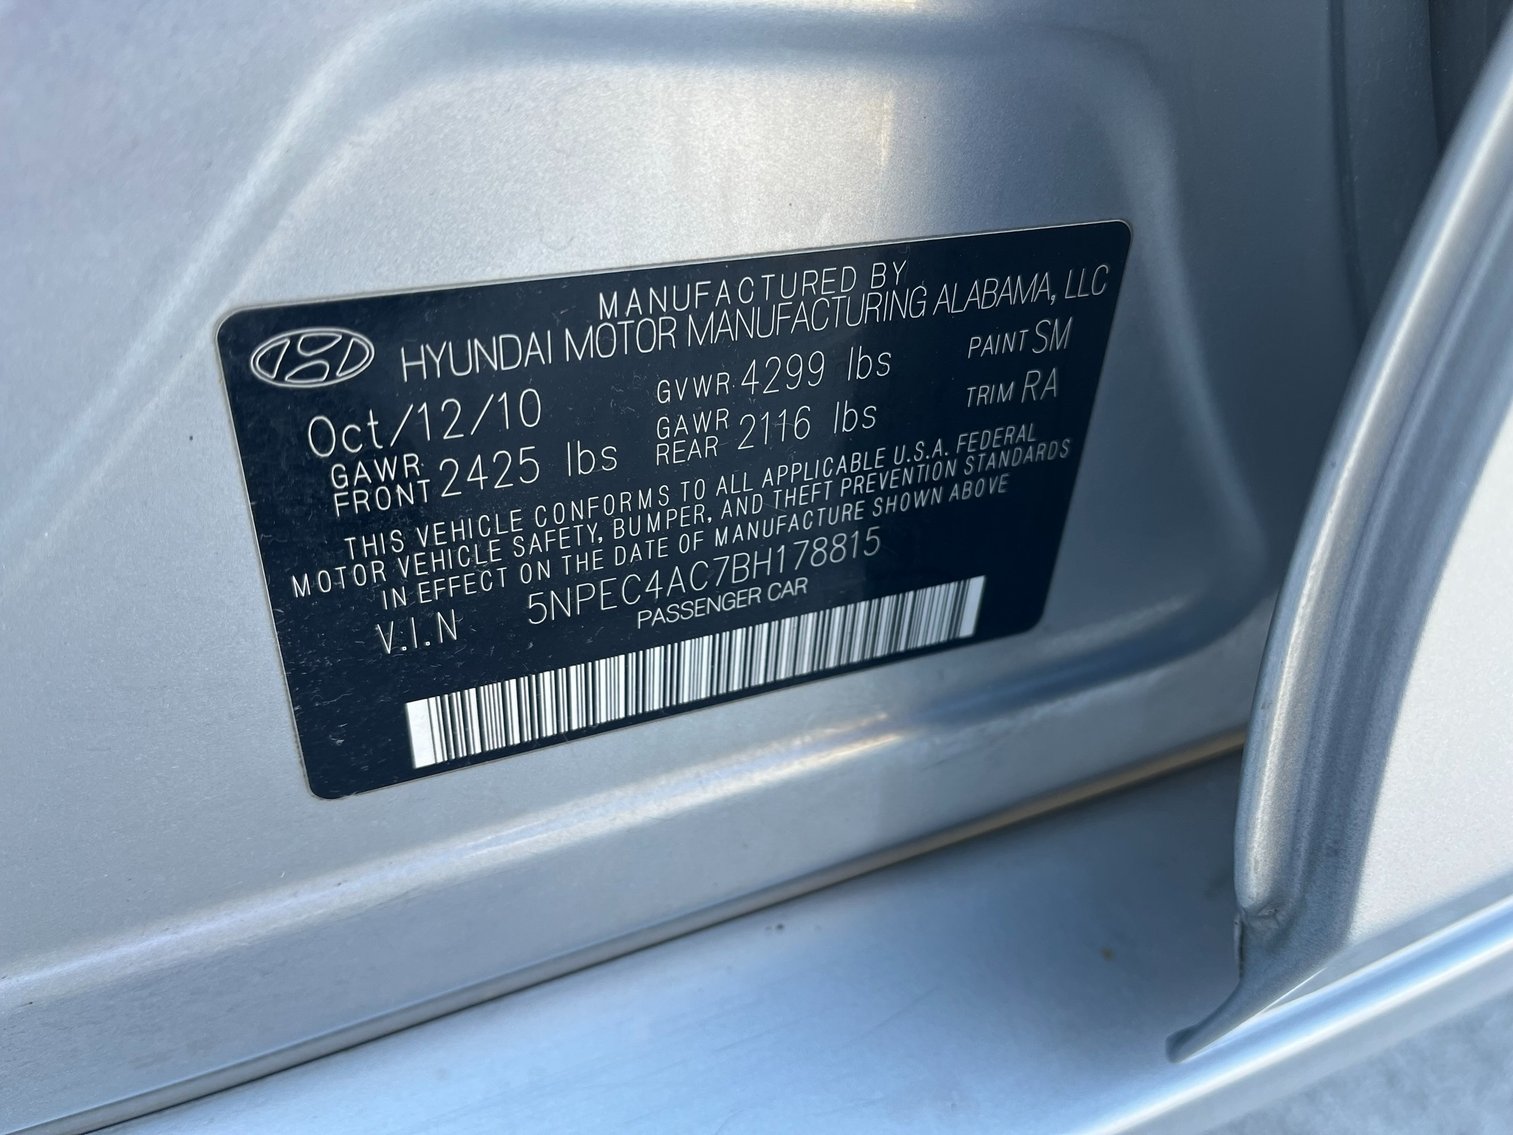 MANUFACTURED BY
HYUNDAI MOTOR MANUFACTURING ALABAMA, LLC
Oct/12/10 GVWR 4299 lbs PAINT SM
GAWR FRONT 2425 lbs GAWR REAR 2116 lbs TRIM RA
THIS VEHICLE CONFORMS TO ALL APPLICABLE U.S.A. FEDERAL
MOTOR VEHICLE SAFETY, BUMPER, AND THEFT PREVENTION STANDARDS
IN EFFECT ON THE DATE OF MANUFACTURE SHOWN ABOVE
V.I.N 5NPEC4AC7BH178815
PASSENGER CAR